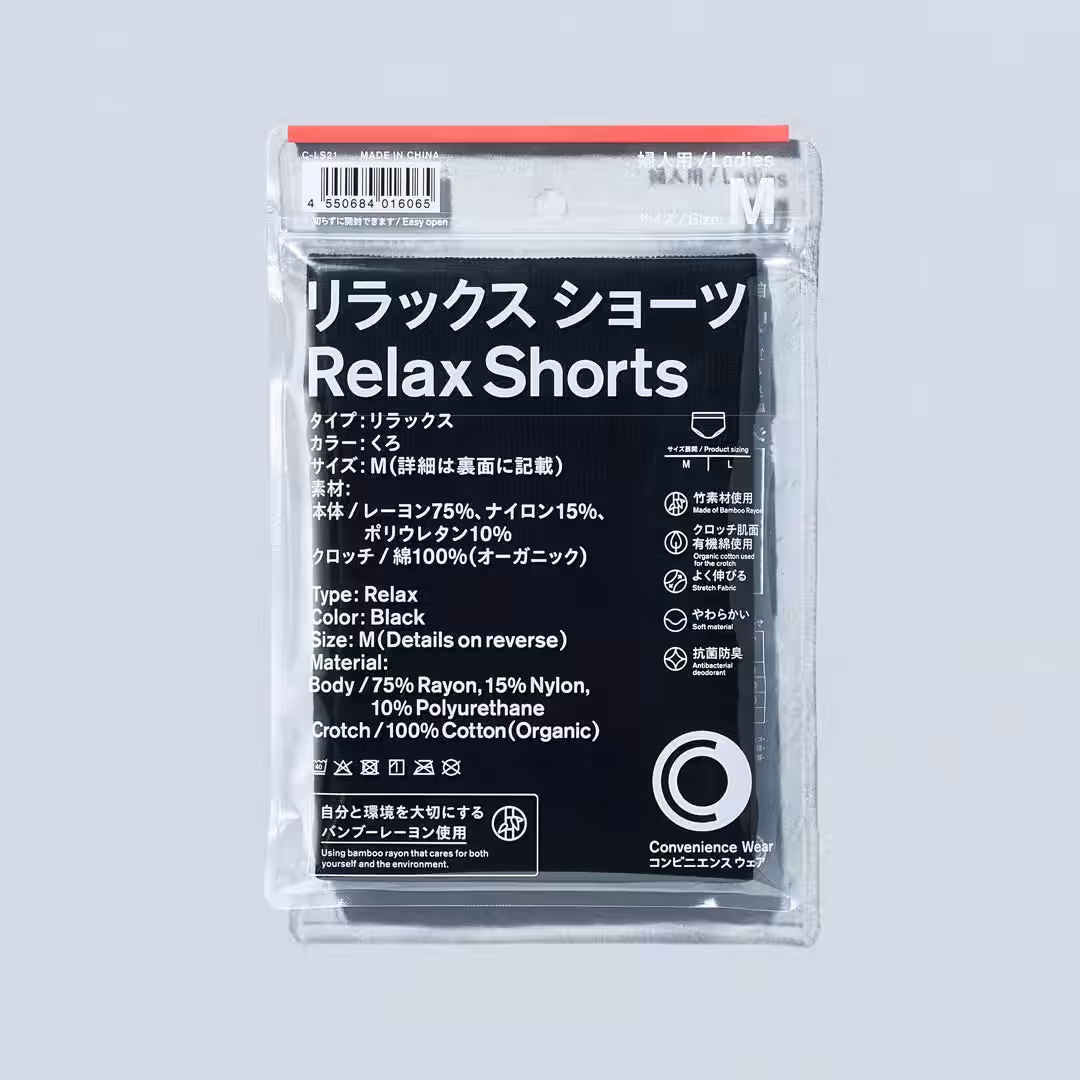 C-LS21 MADE IN CHINA
4 550684 016065
切らずに開封できます / Easy open
婦人用 / Ladies
サイズ / Size: M
リラックス ショーツ
Relax Shorts
タイプ : リラックス
カラー : くろ
サイズ : M(詳細は裏面に記載)
素材:
本体 / レーヨン75%、ナイロン15%、
ポリウレタン10%
クロッチ / 綿100%(オーガニック)
Type: Relax
Color: Black
Size: M(Details on reverse)
Material:
Body / 75% Rayon, 15% Nylon,
10% Polyurethane
Crotch / 100% Cotton(Organic)
40
自分と環境を大切にする
バンブーレーヨン使用
Using bamboo rayon that cares for both
yourself and the environment.
サイズ展開 / Product sizing
M | L
竹素材使用
Made of Bamboo Rayon
クロッチ肌面
有機綿使用
Organic cotton used
for the crotch
よく伸びる
Stretch Fabric
やわらかい
Soft material
抗菌防臭
Antibacterial
deodorant
Convenience Wear
コンビニエンス ウェア